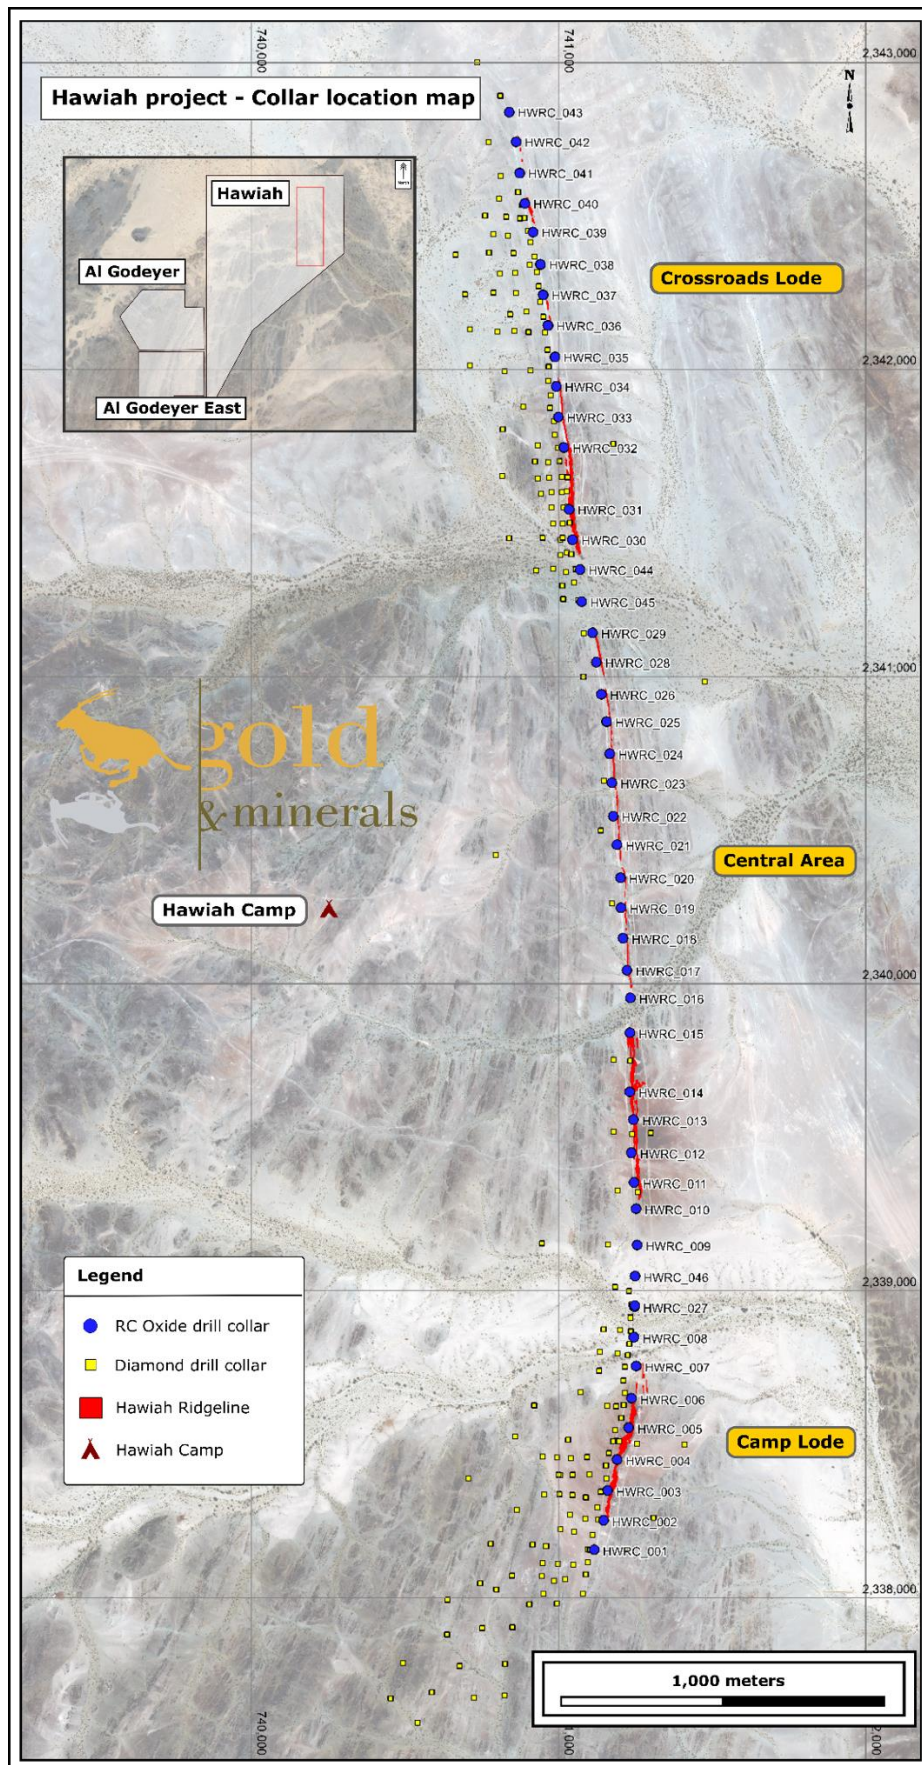 740,000
741,000
2,343,000
Hawiah project - Collar location map
N
HWRC_043
HWRC_042
HWRC_041
HWRC_040
HWRC_039
HWRC_038
HWRC_037
HWRC_036
HWRC_035
HWRC_034
HWRC_033
HWRC_032
HWRC_031
HWRC_030
HWRC_044
HWRC_045
HWRC_029
HWRC_028
HWRC_026
HWRC_025
HWRC_024
HWRC_023
HWRC_022
HWRC_021
HWRC_020
HWRC_019
HWRC_018
HWRC_017
HWRC_016
HWRC_015
HWRC_014
HWRC_013
HWRC_012
HWRC_011
HWRC_010
HWRC_009
HWRC_046
HWRC_027
HWRC_008
HWRC_007
HWRC_006
HWRC_005
HWRC_004
HWRC_003
HWRC_002
HWRC_001
Hawiah
North
Al Godeyer
Al Godeyer East
Crossroads Lode
2,342,000
2,341,000
gold
& minerals
Central Area
Hawiah Camp
2,340,000
2,339,000
Legend
RC Oxide drill collar
Diamond drill collar
Hawiah Ridgeline
Hawiah Camp
Camp Lode
2,338,000
1,000 meters
740,000